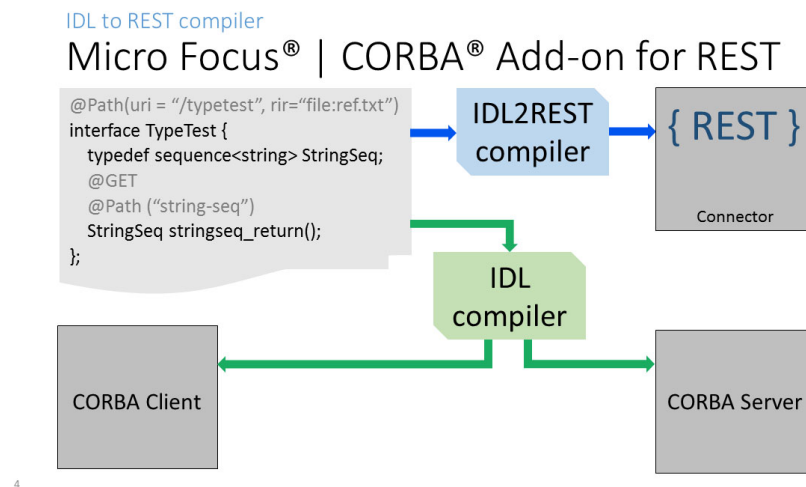 IDL to REST compiler
Micro Focus® | CORBA® Add-on for REST
@Path(uri = “/typetest”, rir=“file:ref.txt”)
interface TypeTest {
typedef sequence<string> StringSeq;
@GET
@Path (“string-seq”)
StringSeq stringseq_return();
};
IDL2REST
compiler
{ REST }
Connector
IDL
compiler
CORBA Client
CORBA Server
4